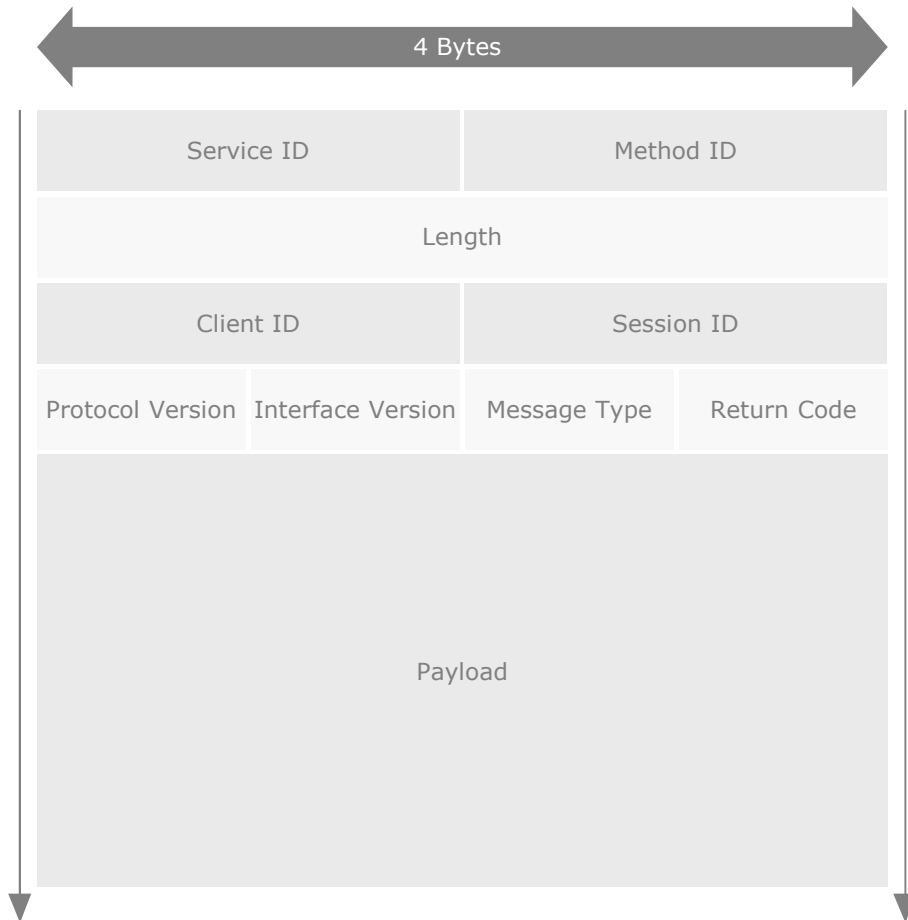 4 Bytes
Service ID
Method ID
Length
Client ID
Session ID
Protocol Version
Interface Version
Message Type
Return Code
Payload